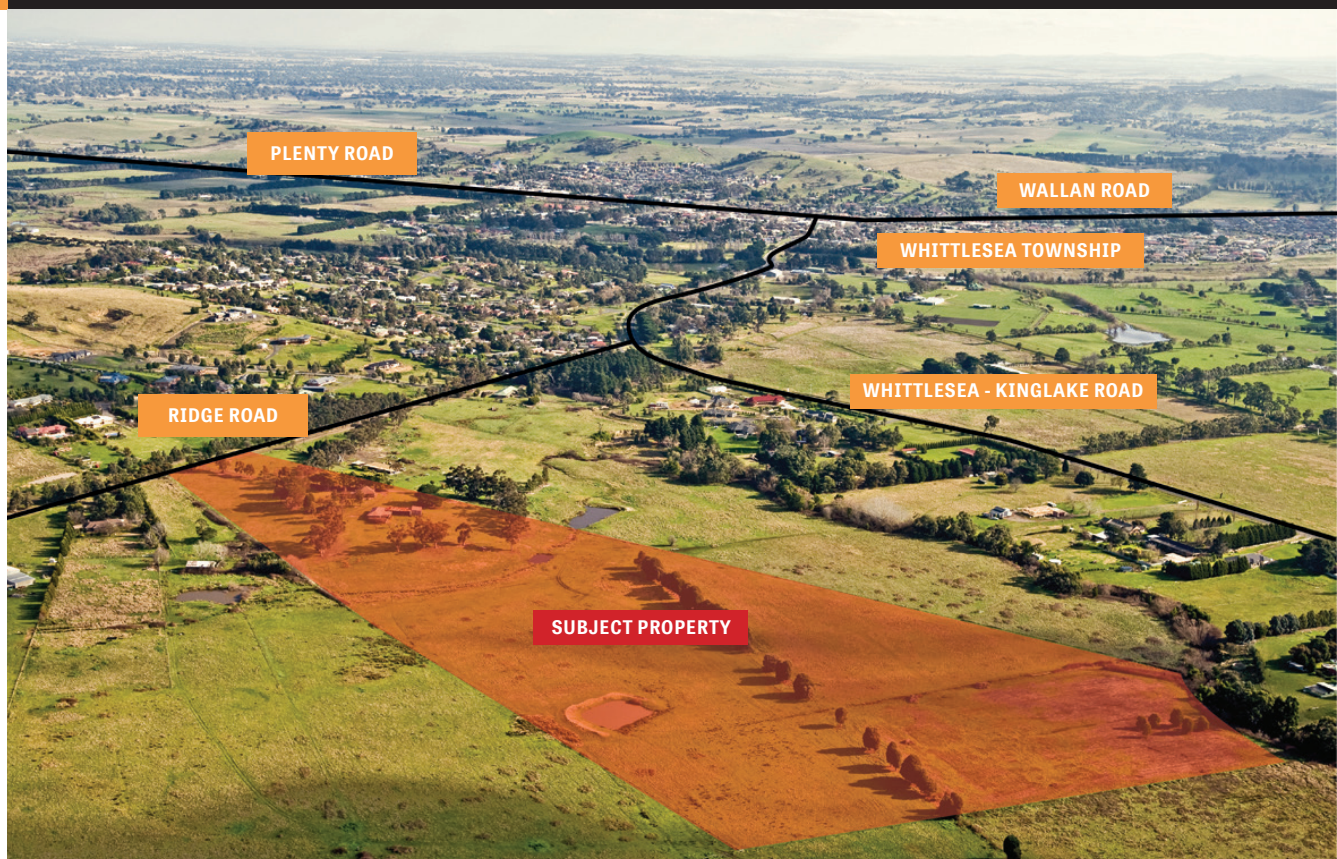 PLENTY ROAD
WALLAN ROAD
WHITTLESEA TOWNSHIP
WHITTLESEA - KINGLAKE ROAD
RIDGE ROAD
SUBJECT PROPERTY